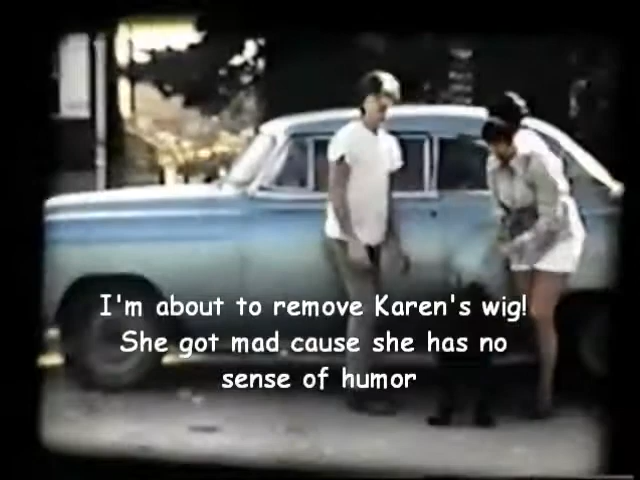 I'm about to remove Karen's wig!
She got mad cause she has no
sense of humor